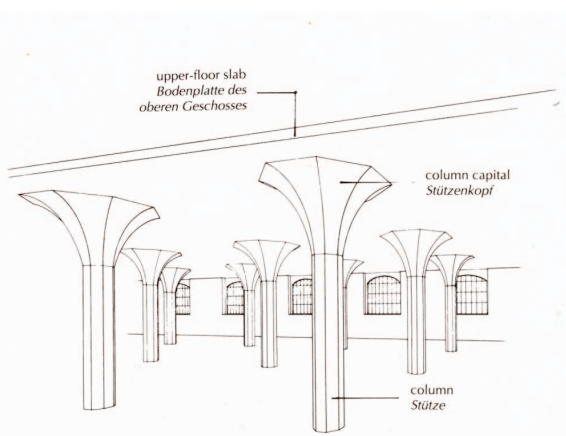 upper-floor slab
Bodenplatte des
oberen Geschosses
column capital
Stützenkopf
column
Stütze